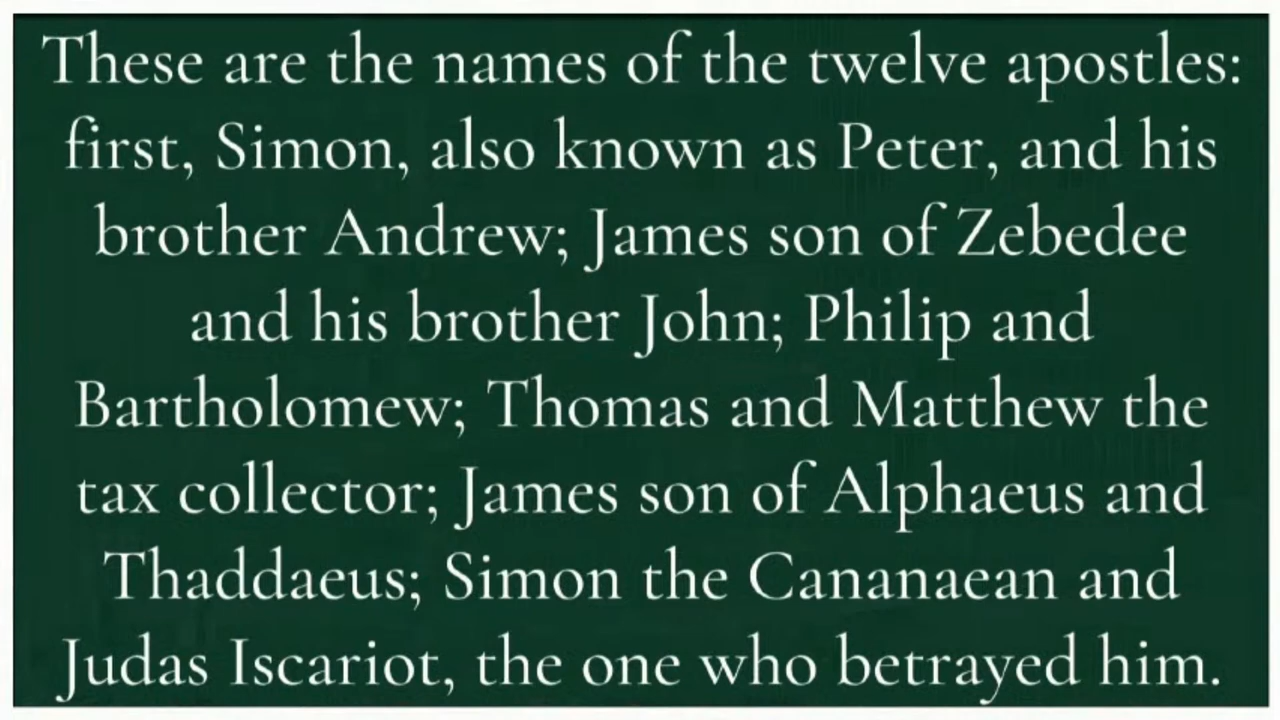 These are the names of the twelve apostles:
first, Simon, also known as Peter, and his
brother Andrew; James son of Zebedee
and his brother John; Philip and
Bartholomew; Thomas and Matthew the
tax collector; James son of Alphaeus and
Thaddaeus; Simon the Cananaean and
Judas Iscariot, the one who betrayed him.